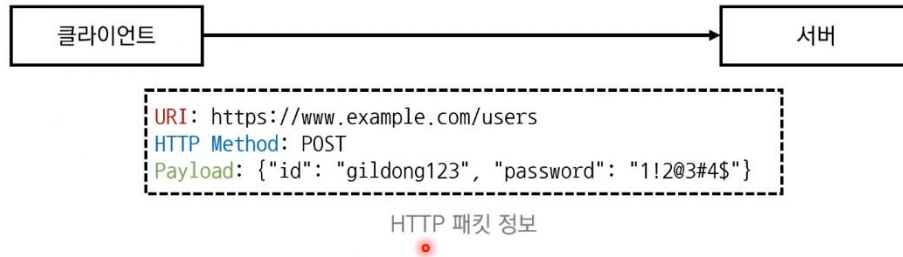 클라이언트
서버
URI: https://www.example.com/users
HTTP Method: POST
Payload: {"id": "gildong123", "password": "1!2@3#4$"}
HTTP 패킷 정보